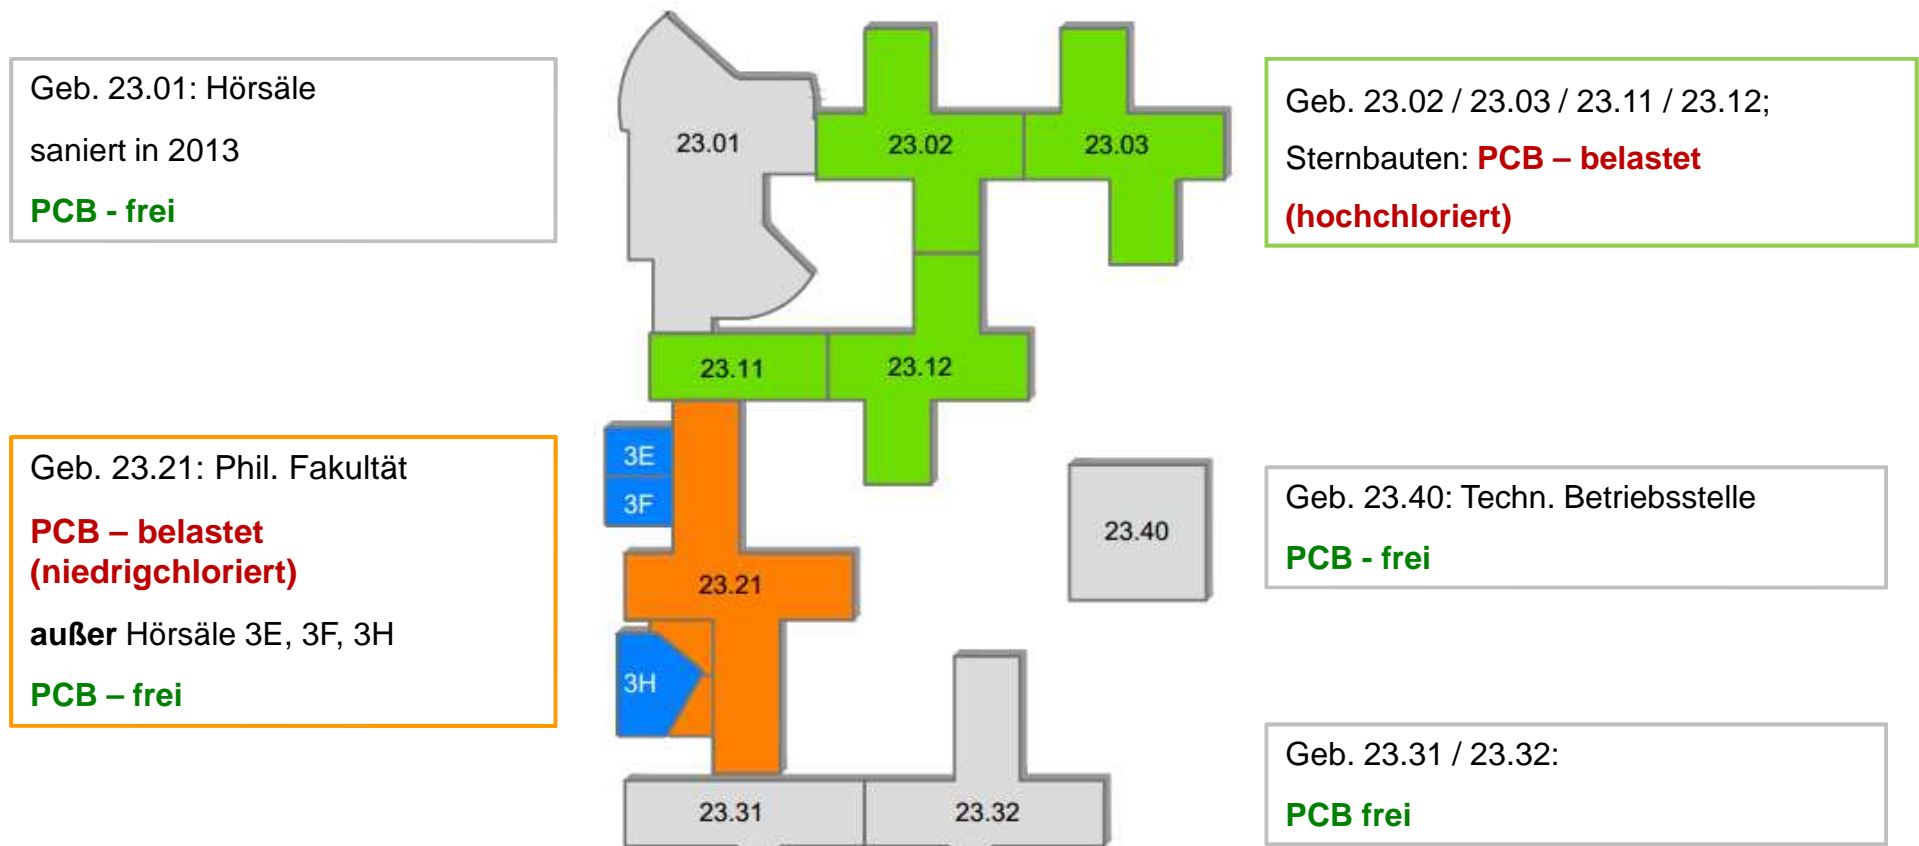 Geb. 23.01: Hörsäle
saniert in 2013
PCB - frei
Geb. 23.21: Phil. Fakultät
PCB – belastet
(niedrigchloriert)
außer Hörsäle 3E, 3F, 3H
PCB – frei
23.01
23.02
23.03
23.11
23.12
3E
3F
23.21
3H
23.40
23.31
23.32
Geb. 23.02 / 23.03 / 23.11 / 23.12;
Sternbauten: PCB – belastet
(hochchloriert)
Geb. 23.40: Techn. Betriebsstelle
PCB - frei
Geb. 23.31 / 23.32:
PCB frei